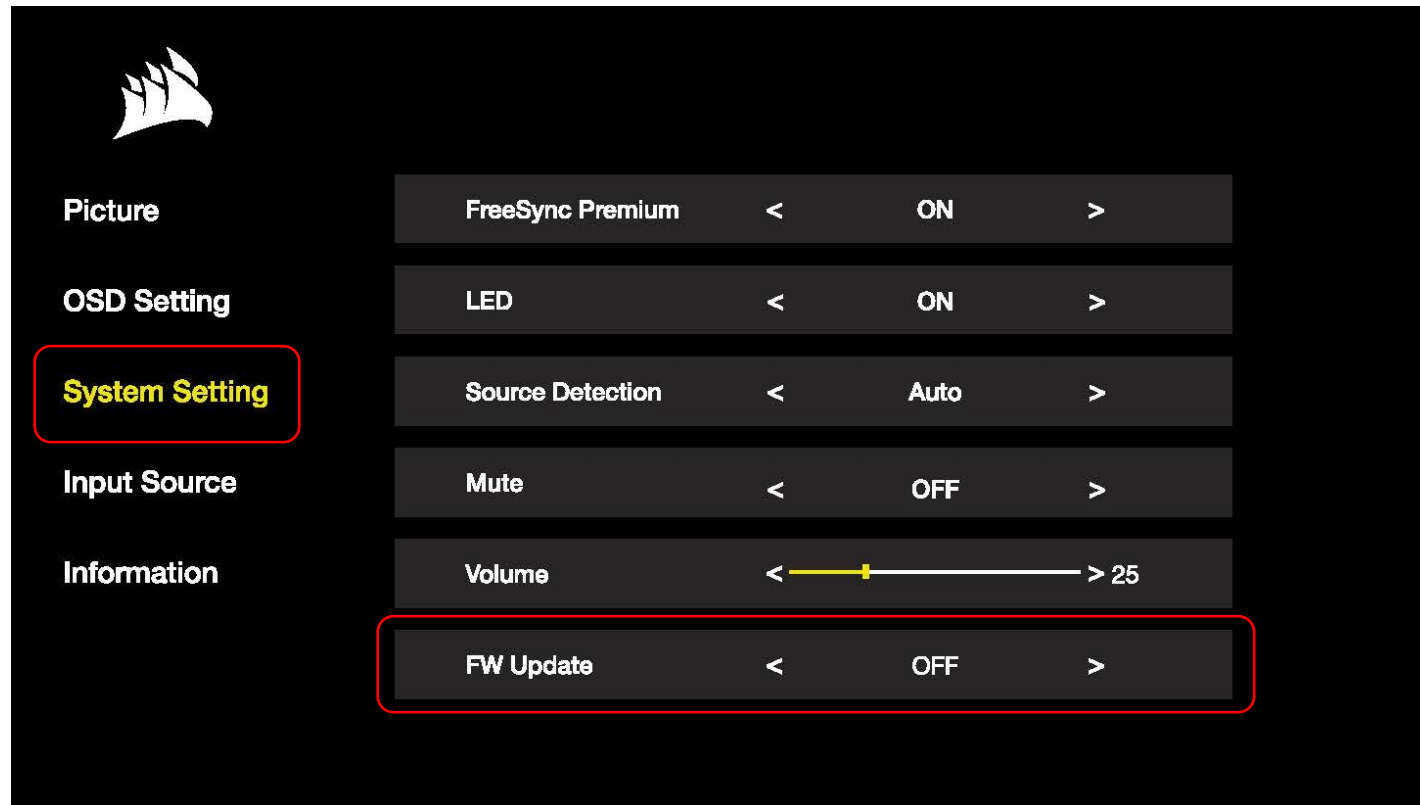 Picture
FreeSync Premium < ON >
OSD Setting
LED < ON >
System Setting
Source Detection < Auto >
Input Source
Mute < OFF >
Information
Volume < > 25
FW Update < OFF >